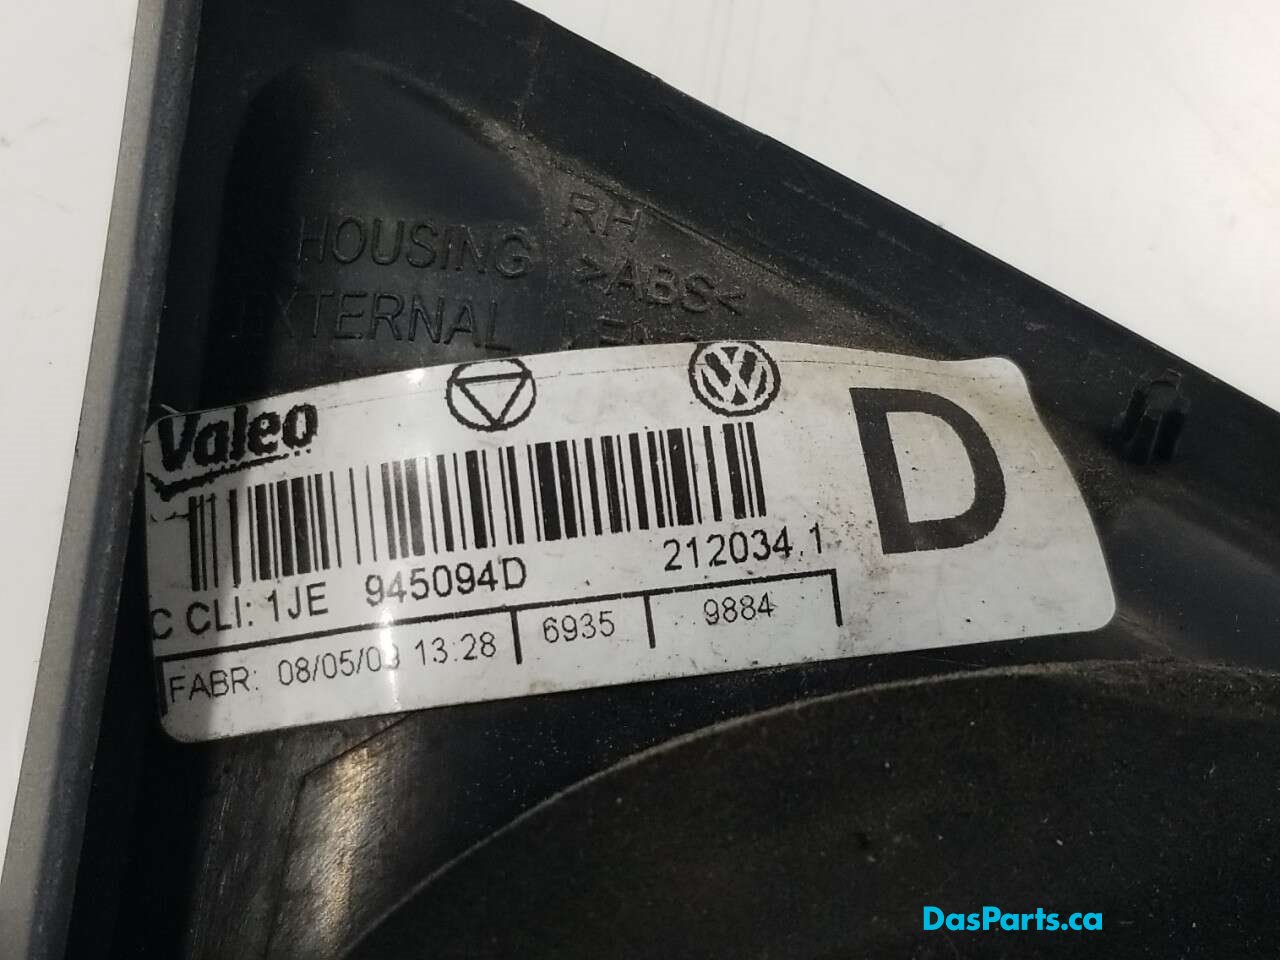 RH
HOUSING >ABS<
EXTERNAL
Valeo
D
C CLI: 1JE 945094D 212034.1
FABR: 08/05/03 13:28 6935 9884
DasParts.ca